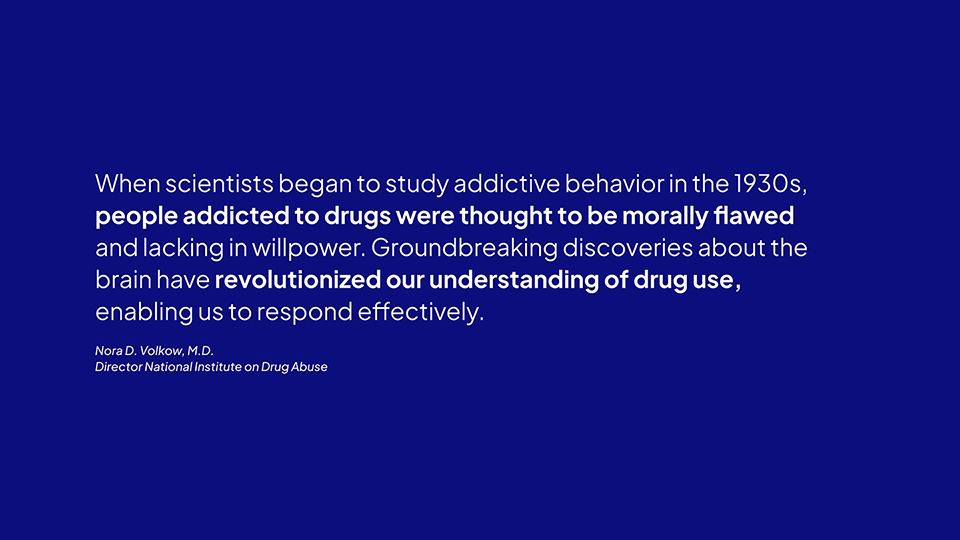 When scientists began to study addictive behavior in the 1930s,
people addicted to drugs were thought to be morally flawed
and lacking in willpower. Groundbreaking discoveries about the
brain have revolutionized our understanding of drug use,
enabling us to respond effectively.
Nora D. Volkow, M.D.
Director National Institute on Drug Abuse